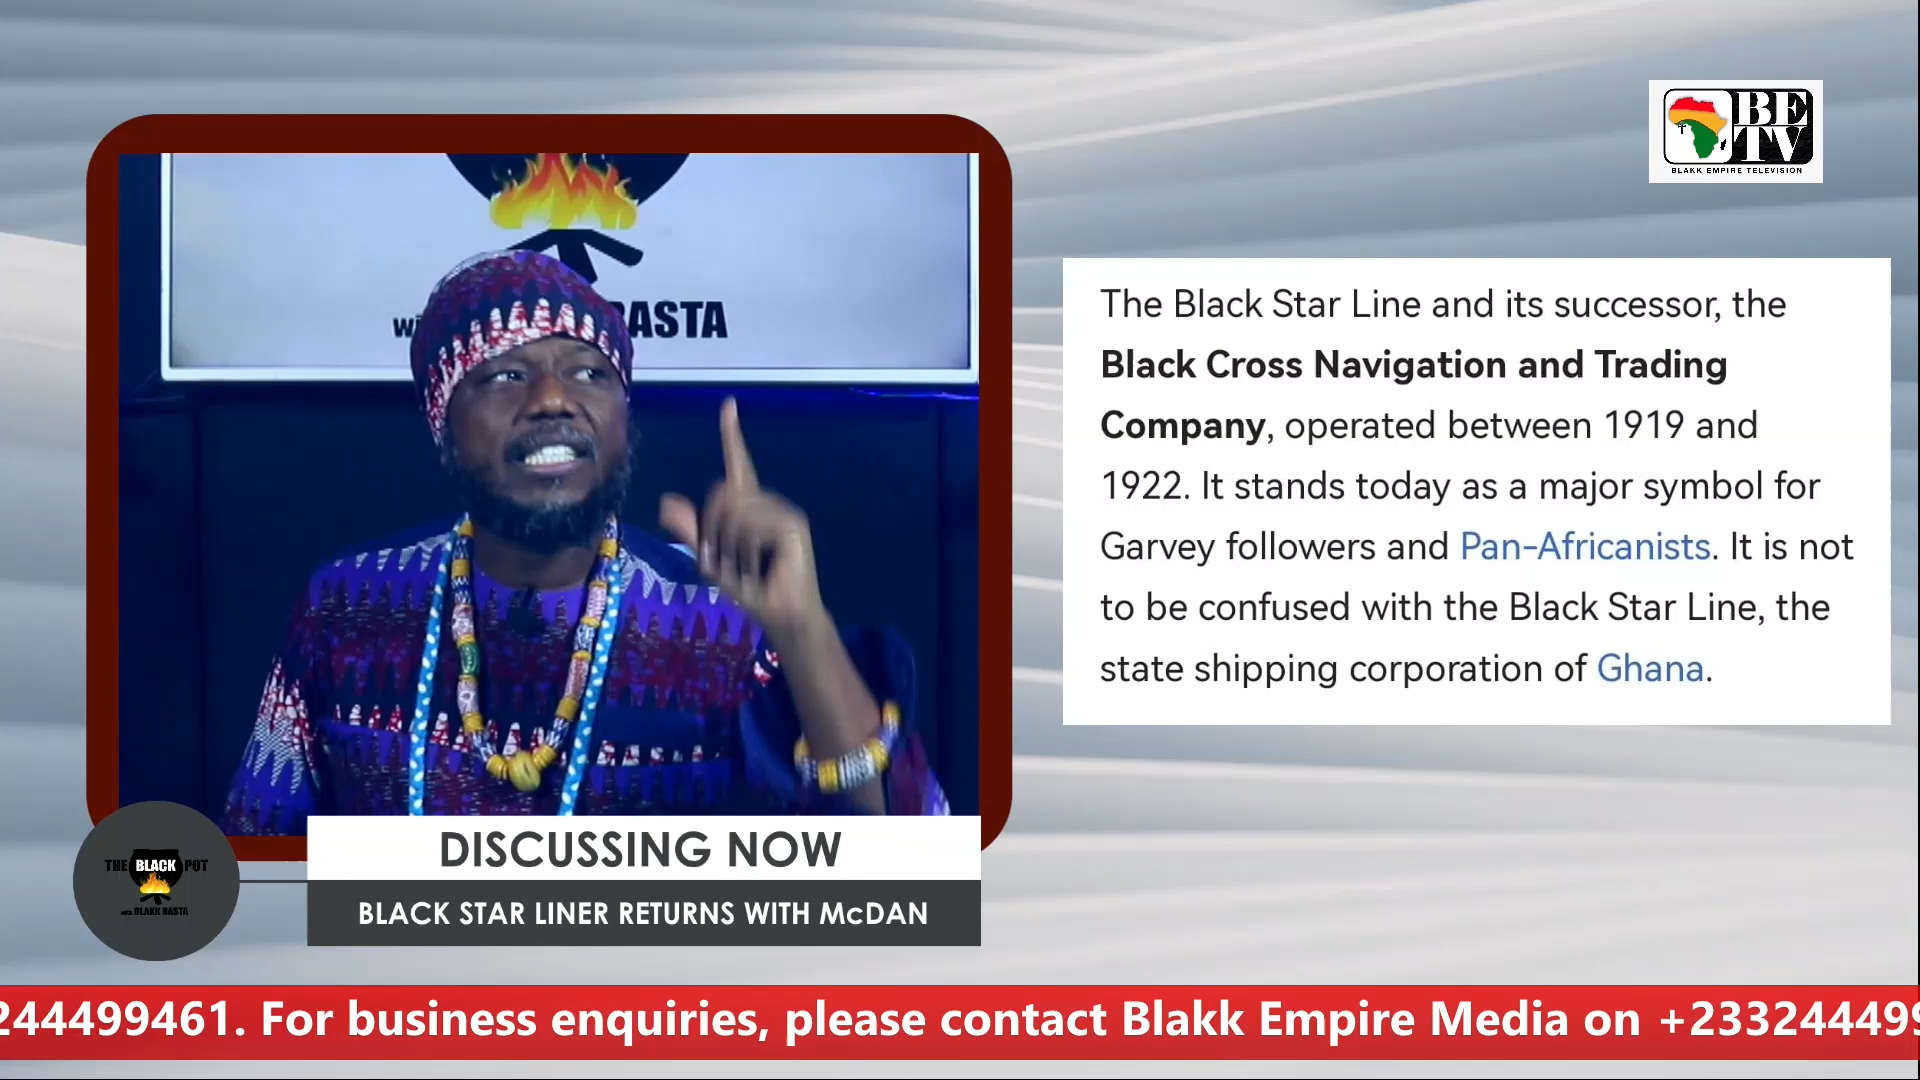 BE
TV
BLAKK EMPIRE TELEVISION
RASTA
The Black Star Line and its successor, the
Black Cross Navigation and Trading
Company, operated between 1919 and
1922. It stands today as a major symbol for
Garvey followers and Pan-Africanists. It is not
to be confused with the Black Star Line, the
state shipping corporation of Ghana.
DISCUSSING NOW
BLACK STAR LINER RETURNS WITH McDAN
THE BLACK POT
with BLAKK RASTA
244499461. For business enquiries, please contact Blakk Empire Media on +233244499